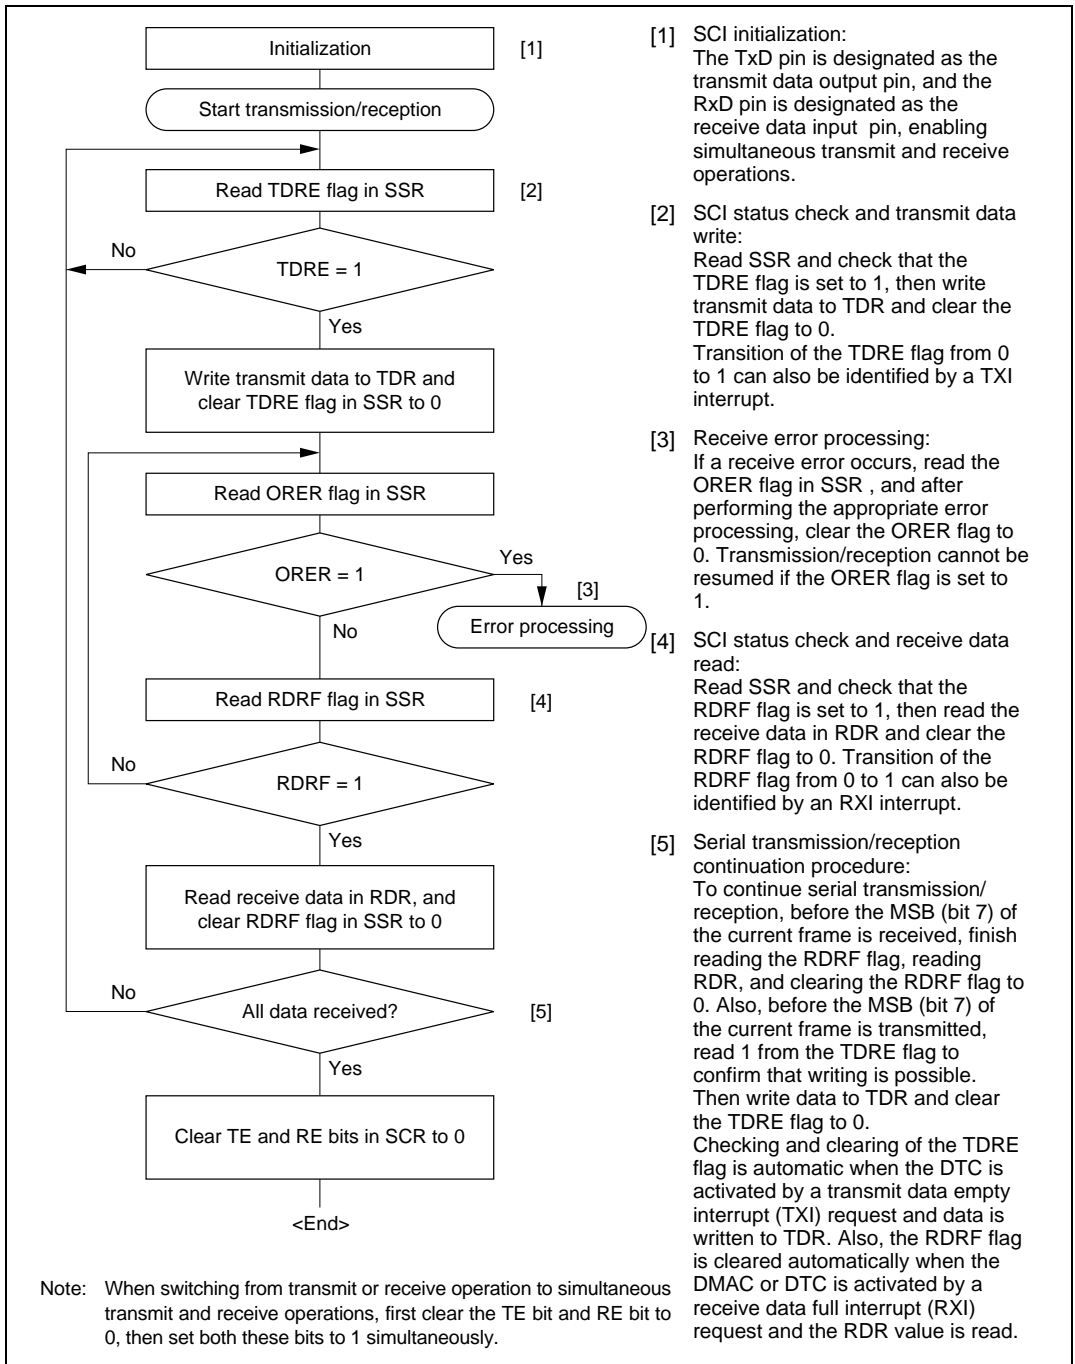 Initialization
[1]
Start transmission/reception
Read TDRE flag in SSR
[2]
No
TDRE = 1
Yes
Write transmit data to TDR and
clear TDRE flag in SSR to 0
Read ORER flag in SSR
ORER = 1
Yes
[3]
Error processing
No
Read RDRF flag in SSR
[4]
No
RDRF = 1
Yes
Read receive data in RDR, and
clear RDRF flag in SSR to 0
No
All data received?
[5]
Yes
Clear TE and RE bits in SCR to 0
<End>
[1] SCI initialization:
The TxD pin is designated as the
transmit data output pin, and the
RxD pin is designated as the
receive data input pin, enabling
simultaneous transmit and receive
operations.
[2] SCI status check and transmit data
write:
Read SSR and check that the
TDRE flag is set to 1, then write
transmit data to TDR and clear the
TDRE flag to 0.
Transition of the TDRE flag from 0
to 1 can also be identified by a TXI
interrupt.
[3] Receive error processing:
If a receive error occurs, read the
ORER flag in SSR , and after
performing the appropriate error
processing, clear the ORER flag to
0. Transmission/reception cannot be
resumed if the ORER flag is set to
1.
[4] SCI status check and receive data
read:
Read SSR and check that the
RDRF flag is set to 1, then read the
receive data in RDR and clear the
RDRF flag to 0. Transition of the
RDRF flag from 0 to 1 can also be
identified by an RXI interrupt.
[5] Serial transmission/reception
continuation procedure:
To continue serial transmission/
reception, before the MSB (bit 7) of
the current frame is received, finish
reading the RDRF flag, reading
RDR, and clearing the RDRF flag to
0. Also, before the MSB (bit 7) of
the current frame is transmitted,
read 1 from the TDRE flag to
confirm that writing is possible.
Then write data to TDR and clear
the TDRE flag to 0.
Checking and clearing of the TDRE
flag is automatic when the DTC is
activated by a transmit data empty
interrupt (TXI) request and data is
written to TDR. Also, the RDRF flag
is cleared automatically when the
DMAC or DTC is activated by a
receive data full interrupt (RXI)
request and the RDR value is read.
Note: When switching from transmit or receive operation to simultaneous
transmit and receive operations, first clear the TE bit and RE bit to
0, then set both these bits to 1 simultaneously.